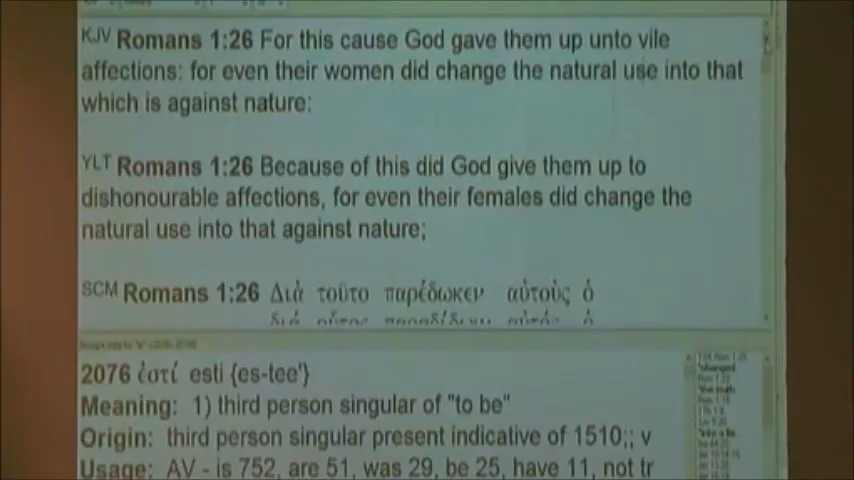 KJV Romans 1:26 For this cause God gave them up unto vile
affections: for even their women did change the natural use into that
which is against nature:
YLT Romans 1:26 Because of this did God give them up to
dishonourable affections, for even their females did change the
natural use into that against nature;
SCM Romans 1:26 Διὰ τοῦτο παρέδωκεν αὐτοὺς ὁ
2076 ἐστί esti {es-tee'}
Meaning: 1) third person singular of "to be"
Origin: third person singular present indicative of 1510;; v
Usage: AV - is 752, are 51, was 29, be 25, have 11, not tr